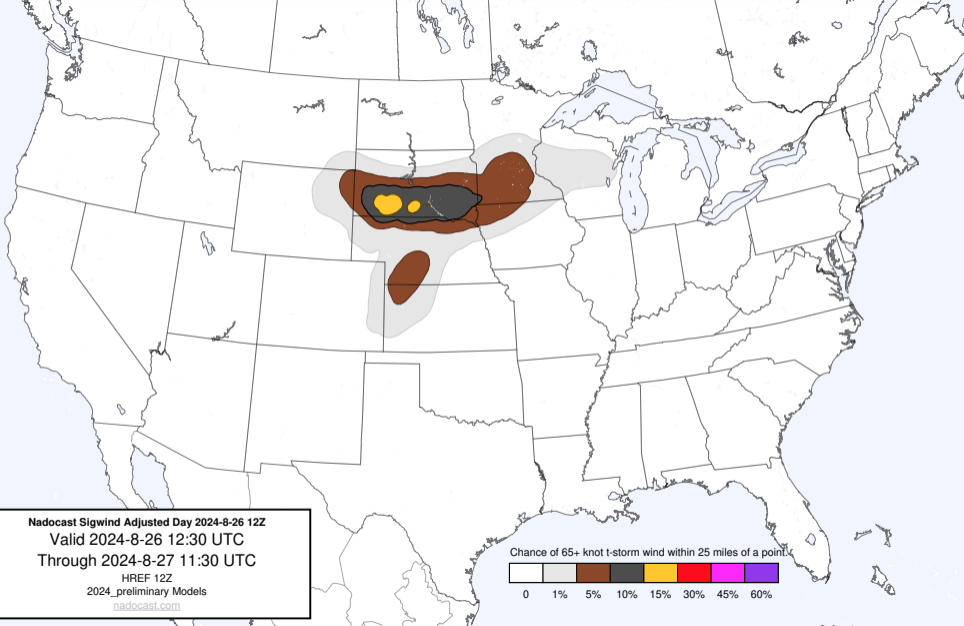 Nadocast Sigwind Adjusted Day 2024-8-26 12Z
Valid 2024-8-26 12:30 UTC
Through 2024-8-27 11:30 UTC
HREF 12Z
2024_preliminary Models
nadocast.com
Chance of 65+ knot t-storm wind within 25 miles of a point.
0 1% 5% 10% 15% 30% 45% 60%